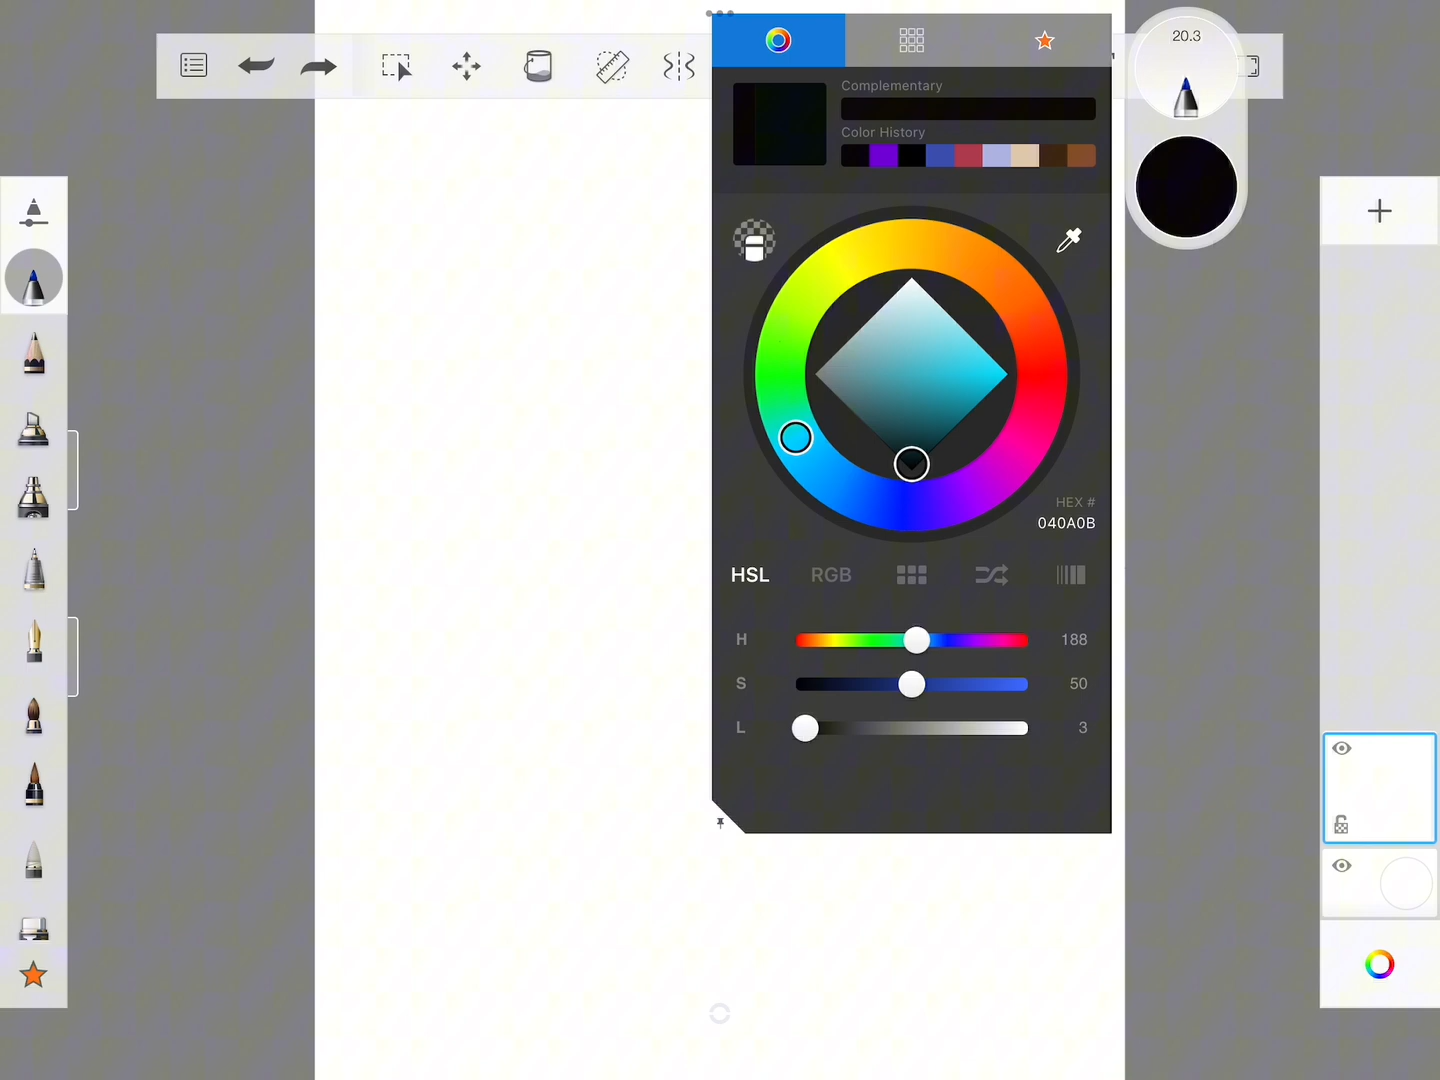 20.3
Complementary
Color History
HEX #
040A0B
HSL RGB
H 188
S 50
L 3